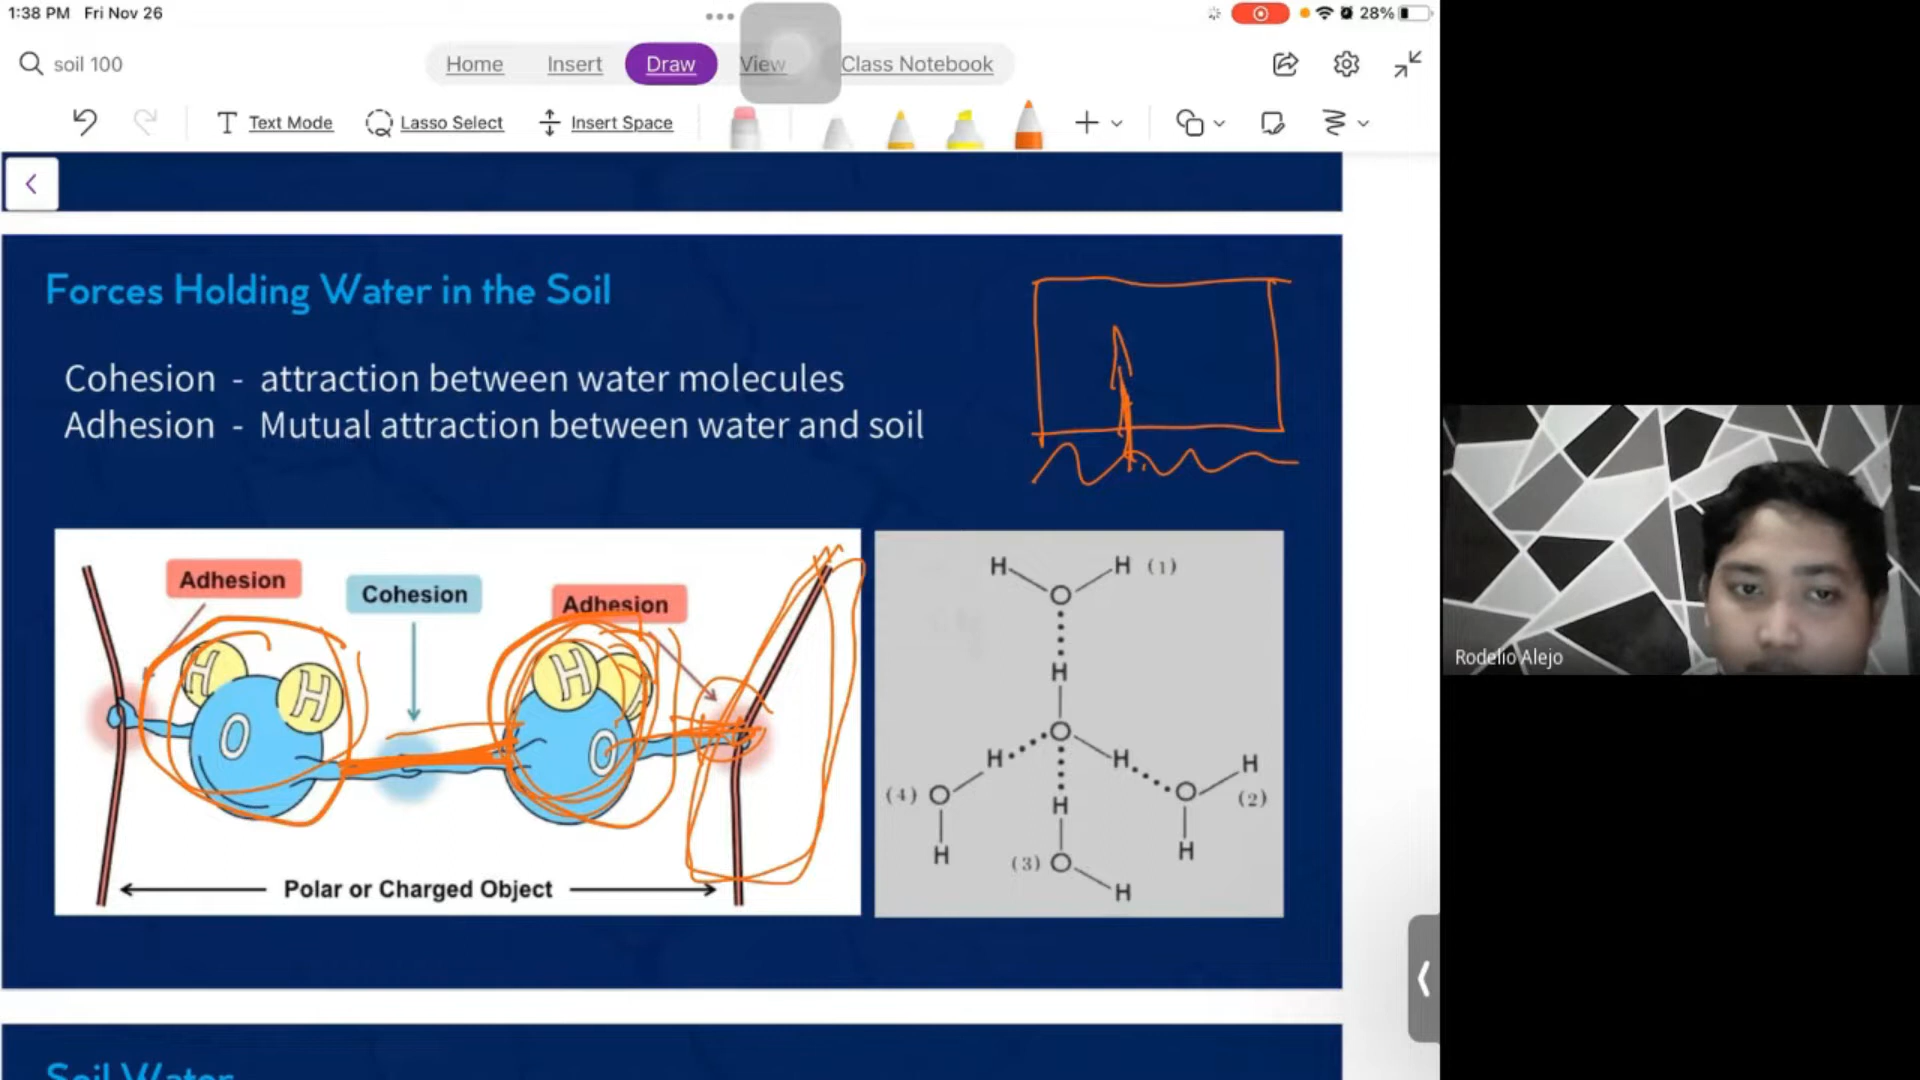 1:38 PM Fri Nov 26
28%
soil 100
Home Insert Draw View Class Notebook
Text Mode Lasso Select Insert Space
Forces Holding Water in the Soil
Cohesion - attraction between water molecules
Adhesion - Mutual attraction between water and soil
Adhesion
Cohesion
Adhesion
H H
O
H
O
Polar or Charged Object
H H (1)
O
H
O
H H
H
(4) O
O (2)
H
H
H
(3) O
H
Rodelio Alejo
Soil Water